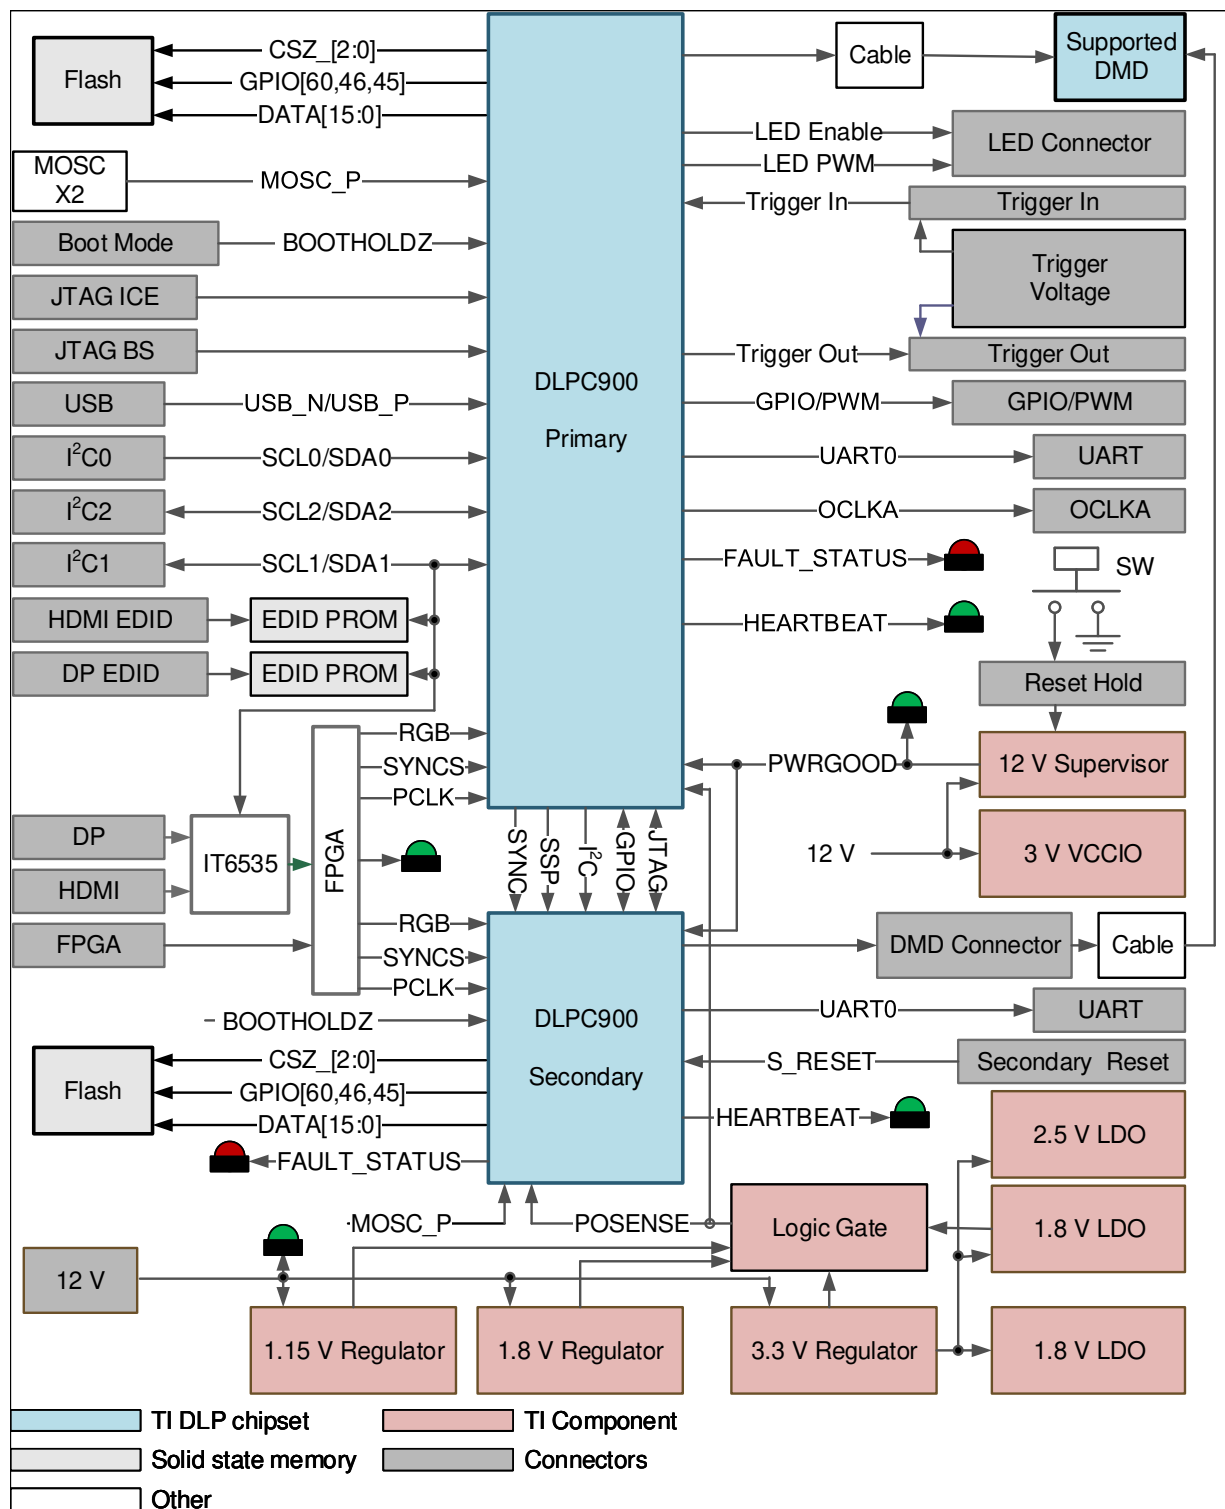 CSZ_[2:0]
Flash
GPIO[60,46,45]
DATA[15:0]
Cable
Supported
DMD
LED Enable
LED PWM
LED Connector
MOSC
X2
MOSC_P
Trigger In
Trigger In
Boot Mode
BOOTHOLDZ
Trigger
Voltage
JTAG ICE
JTAG BS
Trigger Out
Trigger Out
DLPC900
Primary
USB
USB_N/USB_P
GPIO/PWM
GPIO/PWM
I²C0
SCL0/SDA0
UART0
UART
I²C2
SCL2/SDA2
OCLKA
OCLKA
I²C1
SCL1/SDA1
FAULT_STATUS
SW
HDMI EDID
EDID PROM
HEARTBEAT
DP EDID
EDID PROM
Reset Hold
RGB
SYNCS
PCLK
PWRGOOD
12 V Supervisor
DP
HDMI
FPGA
IT6535
FPGA
SYNC
SSP
I²C
GPIO
JTAG
12 V
3 V VCCIO
RGB
SYNCS
PCLK
DMD Connector
Cable
BOOTHOLDZ
DLPC900
Secondary
UART0
UART
CSZ_[2:0]
Flash
GPIO[60,46,45]
DATA[15:0]
S_RESET
Secondary Reset
HEARTBEAT
FAULT_STATUS
2.5 V LDO
MOSC_P
POSENSE
Logic Gate
1.8 V LDO
12 V
1.15 V Regulator
1.8 V Regulator
3.3 V Regulator
1.8 V LDO
TI DLP chipset
TI Component
Solid state memory
Connectors
Other